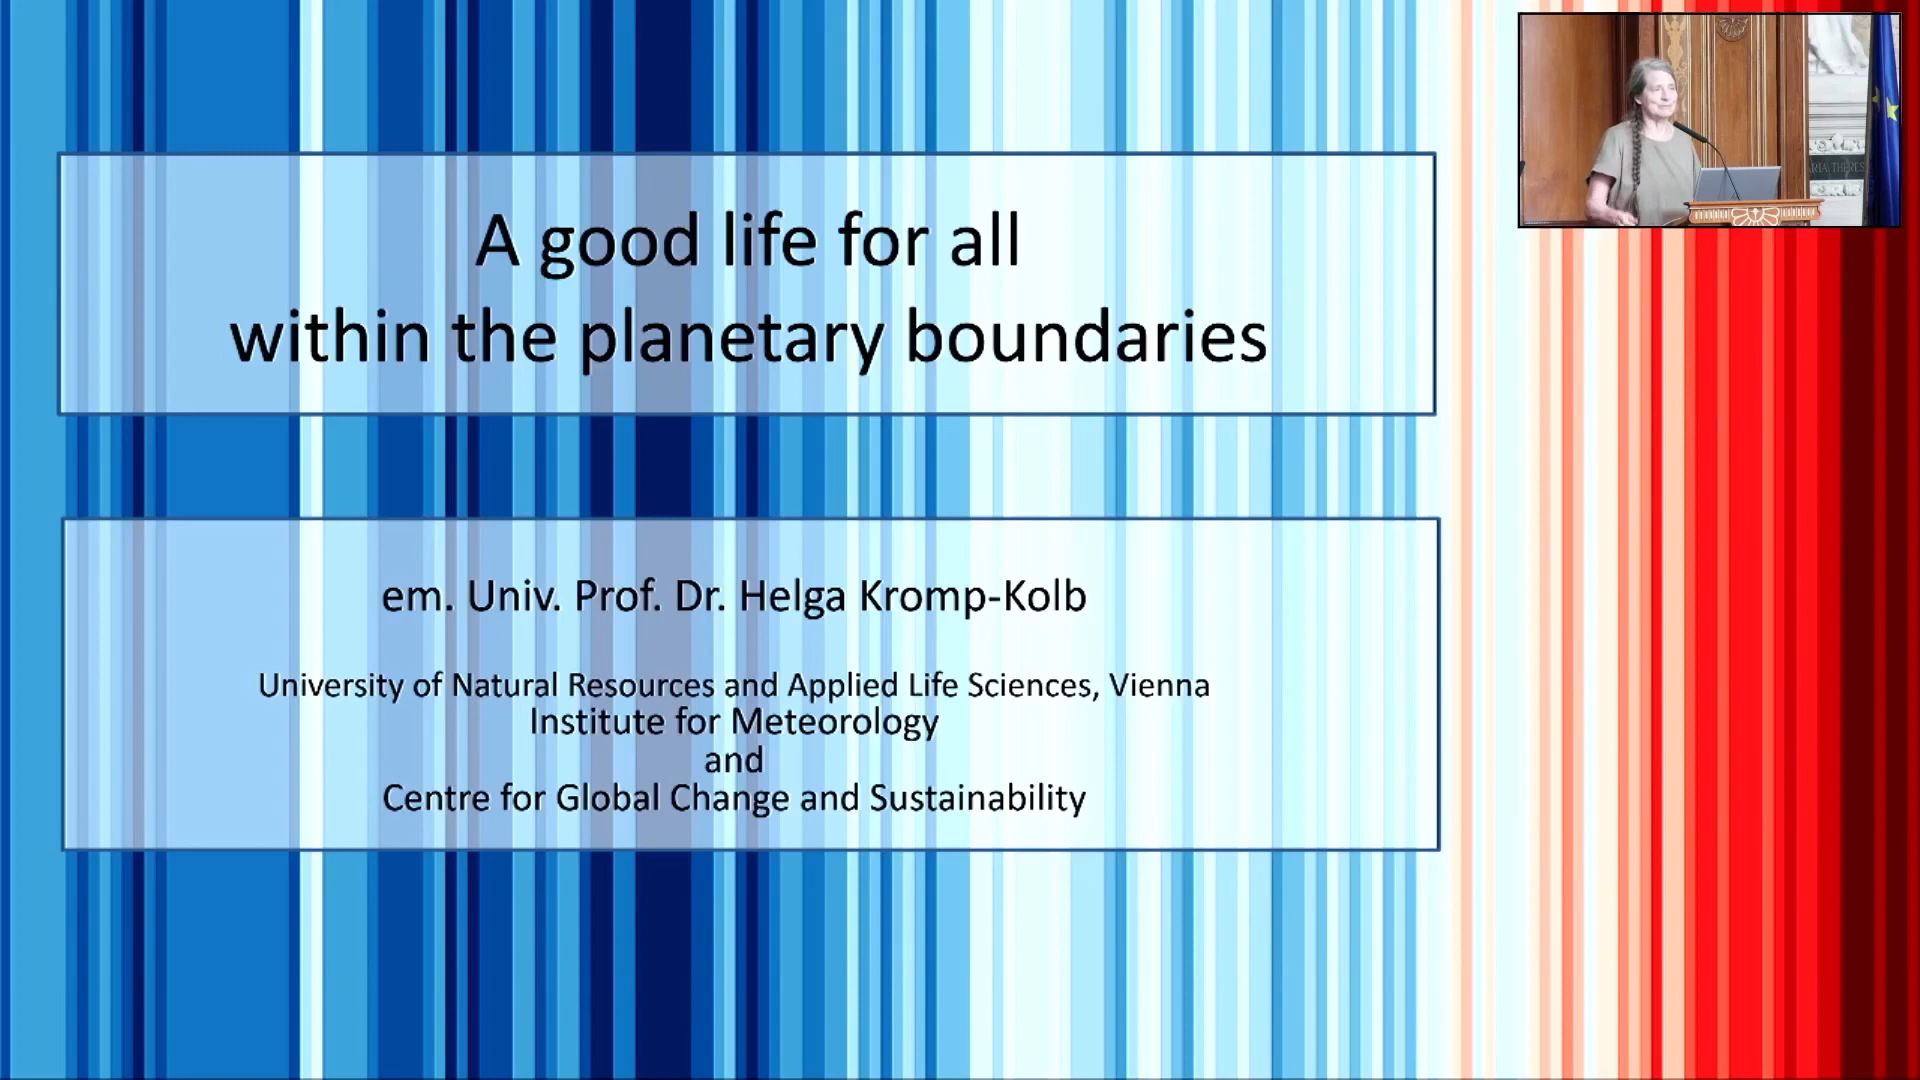 A good life for all
within the planetary boundaries
em. Univ. Prof. Dr. Helga Kromp-Kolb
University of Natural Resources and Applied Life Sciences, Vienna
Institute for Meteorology
and
Centre for Global Change and Sustainability